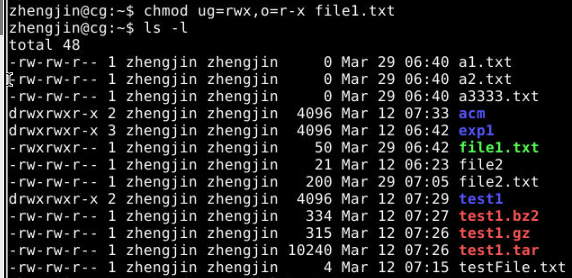 zhengjin@cg:~$ chmod ug=rwx,o=r-x file1.txt
zhengjin@cg:~$ ls -l
total 48
-rw-rw-r-- 1 zhengjin zhengjin     0 Mar 29 06:40 a1.txt
-rw-rw-r-- 1 zhengjin zhengjin     0 Mar 29 06:40 a2.txt
-rw-rw-r-- 1 zhengjin zhengjin     0 Mar 29 06:40 a3333.txt
drwxrwxr-x 2 zhengjin zhengjin  4096 Mar 12 07:33 acm
drwxrwxr-x 3 zhengjin zhengjin  4096 Mar 12 06:42 exp1
-rw-rw-r-- 1 zhengjin zhengjin    50 Mar 29 06:42 file1.txt
-rw-rw-r-- 1 zhengjin zhengjin    21 Mar 12 06:23 file2
-rw-rw-r-- 1 zhengjin zhengjin   200 Mar 29 07:05 file2.txt
drwxrwxr-x 2 zhengjin zhengjin  4096 Mar 12 07:29 test1
-rw-rw-r-- 1 zhengjin zhengjin   334 Mar 12 07:27 test1.bz2
-rw-rw-r-- 1 zhengjin zhengjin   315 Mar 12 07:26 test1.gz
-rw-rw-r-- 1 zhengjin zhengjin 10240 Mar 12 07:26 test1.tar
-rw-rw-r-- 1 zhengjin zhengjin     4 Mar 12 07:15 testFile.txt